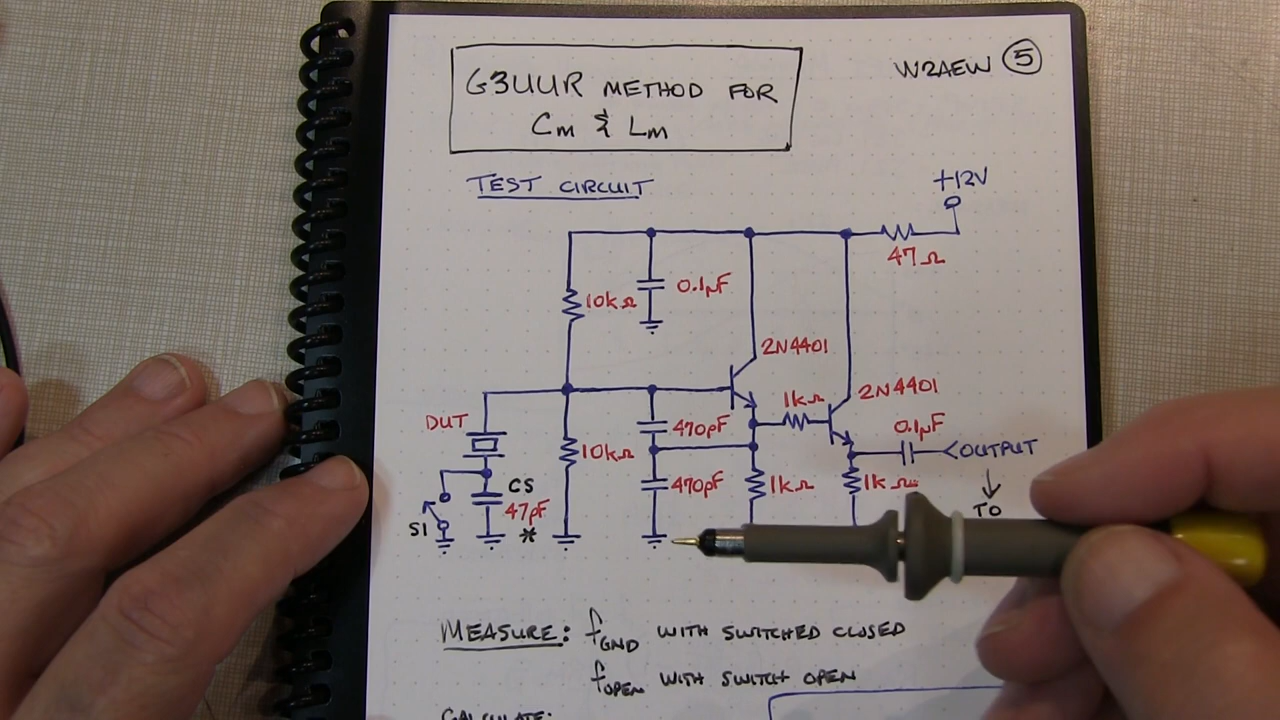 G3UUR METHOD FOR
Cm & Lm
W2AEW 5
TEST CIRCUIT
+12V
47Ω
10kΩ
0.1µF
2N4401
2N4401
1kΩ
0.1µF
OUTPUT
DUT
10kΩ
470pF
470pF
1kΩ
1kΩ
TO
CS
47pF
*
S1
MEASURE: fGND WITH SWITCHED CLOSED
fOPEN WITH SWITCH OPEN
CALCULATE: